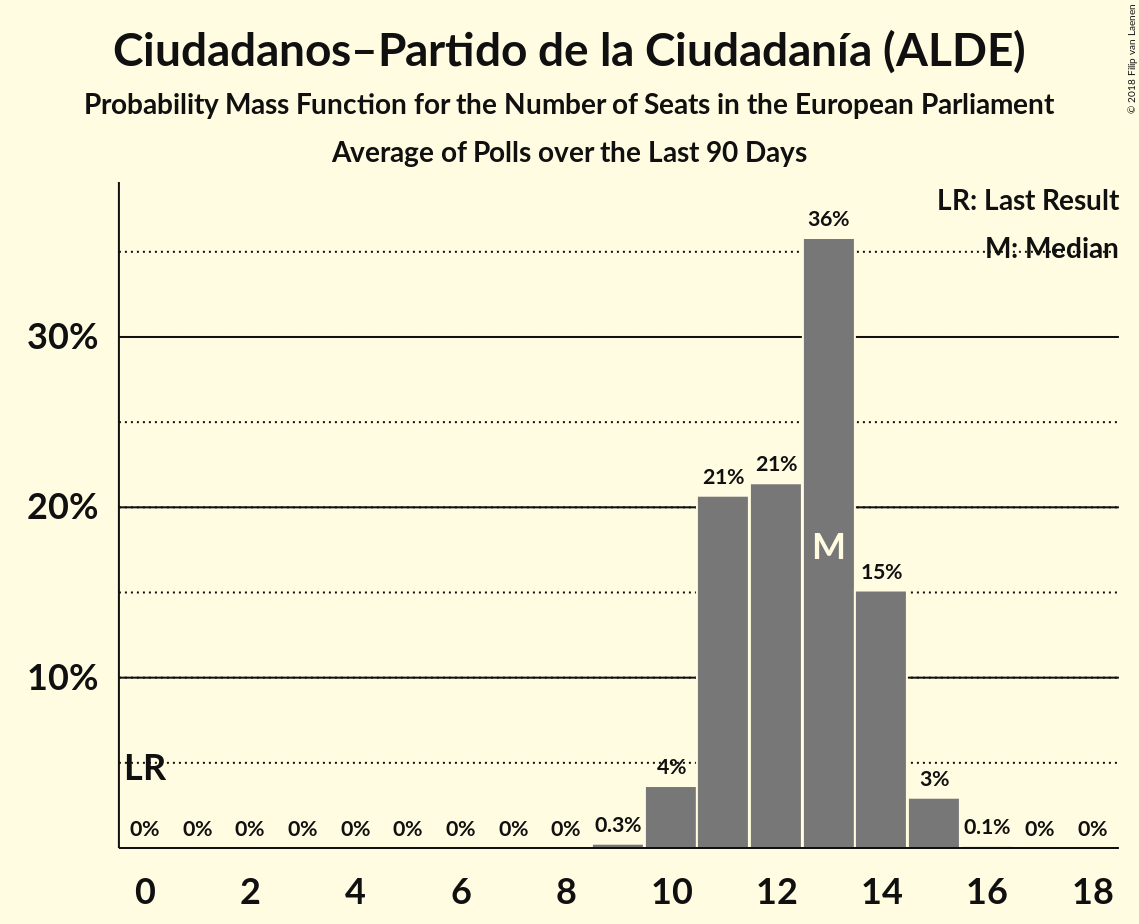 Ciudadanos–Partido de la Ciudadanía (ALDE)
Probability Mass Function for the Number of Seats in the European Parliament
Average of Polls over the Last 90 Days
© 2018 Filip van Laenen
LR: Last Result
M: Median
36%
30%
21% 21%
20%
M
15%
10%
LR
4% 3%
0% 0% 0% 0% 0% 0% 0% 0% 0% 0.3% 0.1% 0% 0%
0 2 4 6 8 10 12 14 16 18